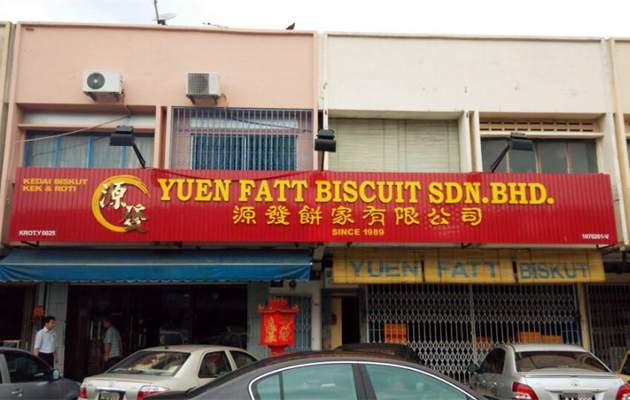 KEDAI BISKUT
KEK & ROTI
源發
YUEN FATT BISCUIT SDN.BHD.
源發餅家有限公司
SINCE 1989
1070201-V
YUEN FATT BISKUT